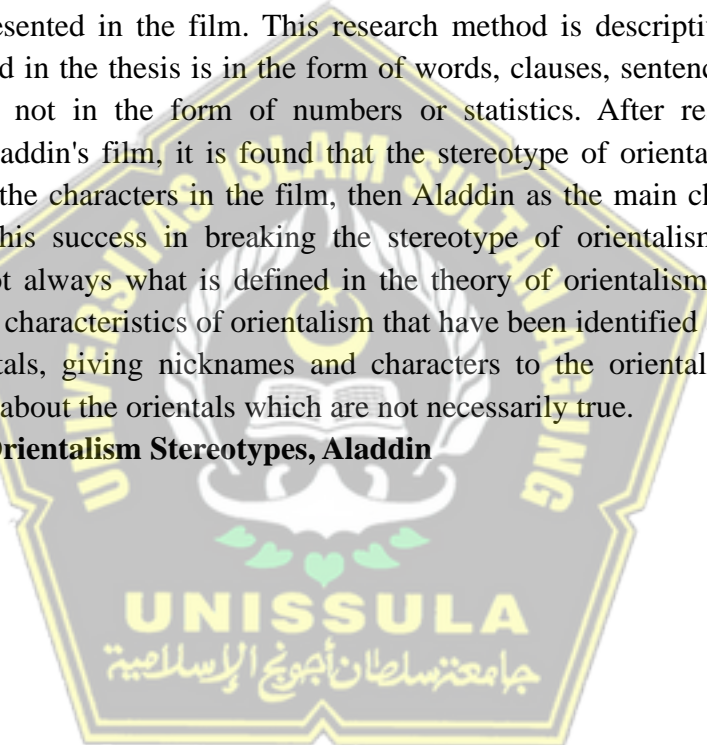 esented in the film. This research method is descripti
d in the thesis is in the form of words, clauses, sentenc
not in the form of numbers or statistics. After re
addin's film, it is found that the stereotype of orienta
the characters in the film, then Aladdin as the main c
his success in breaking the stereotype of orientalism
t always what is defined in the theory of orientalism
characteristics of orientalism that have been identified
tals, giving nicknames and characters to the oriental
about the orientals which are not necessarily true.
Orientalism Stereotypes, Aladdin
UNIVERSITAS ISLAM SULTAN AGUNG
UNISSULA
جامعتسلطان أجونج الإسلامية